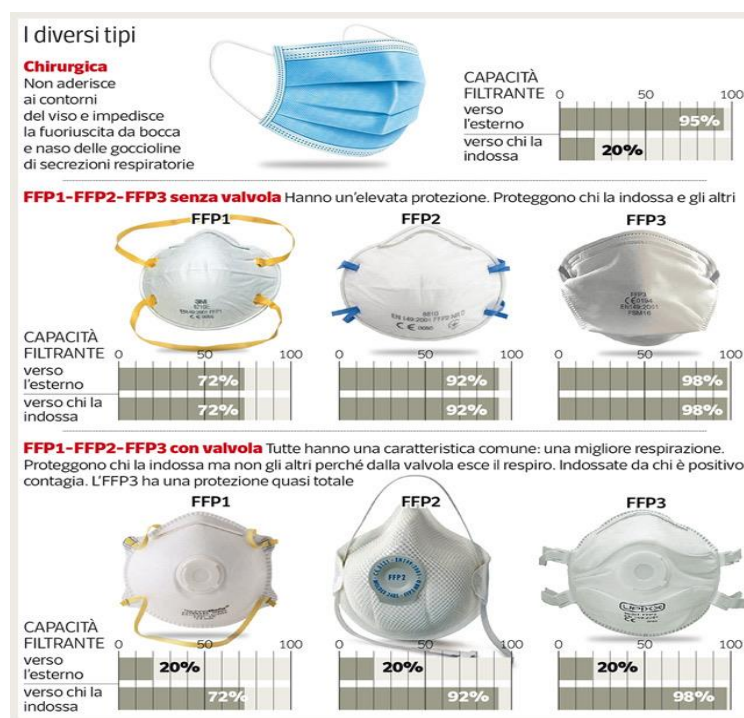 I diversi tipi
Chirurgica
Non aderisce
ai contorni
del viso e impedisce
la fuoriuscita da bocca
e naso delle goccioline
di secrezioni respiratorie
CAPACITÀ
FILTRANTE 0 50 100
verso
l'esterno 95%
verso chi la
indossa 20%
FFP1-FFP2-FFP3 senza valvola Hanno un'elevata protezione. Proteggono chi la indossa e gli altri
FFP1 FFP2 FFP3
3M
FFP3
CE0194
EN149:2001
CAPACITÀ
FILTRANTE 0 50 100 0 50 100 0 50 100
verso
l'esterno 72% 92% 98%
verso chi la
indossa 72% 92% 98%
FFP1-FFP2-FFP3 con valvola Tutte hanno una caratteristica comune: una migliore respirazione.
Proteggono chi la indossa ma non gli altri perché dalla valvola esce il respiro. Indossate da chi è positivo
contagia. L'FFP3 ha una protezione quasi totale
FFP1 FFP2 FFP3
FFP2
CAPACITÀ
FILTRANTE 0 50 100 0 50 100 0 50 100
verso
l'esterno 20% 20% 20%
verso chi la
indossa 72% 92% 98%